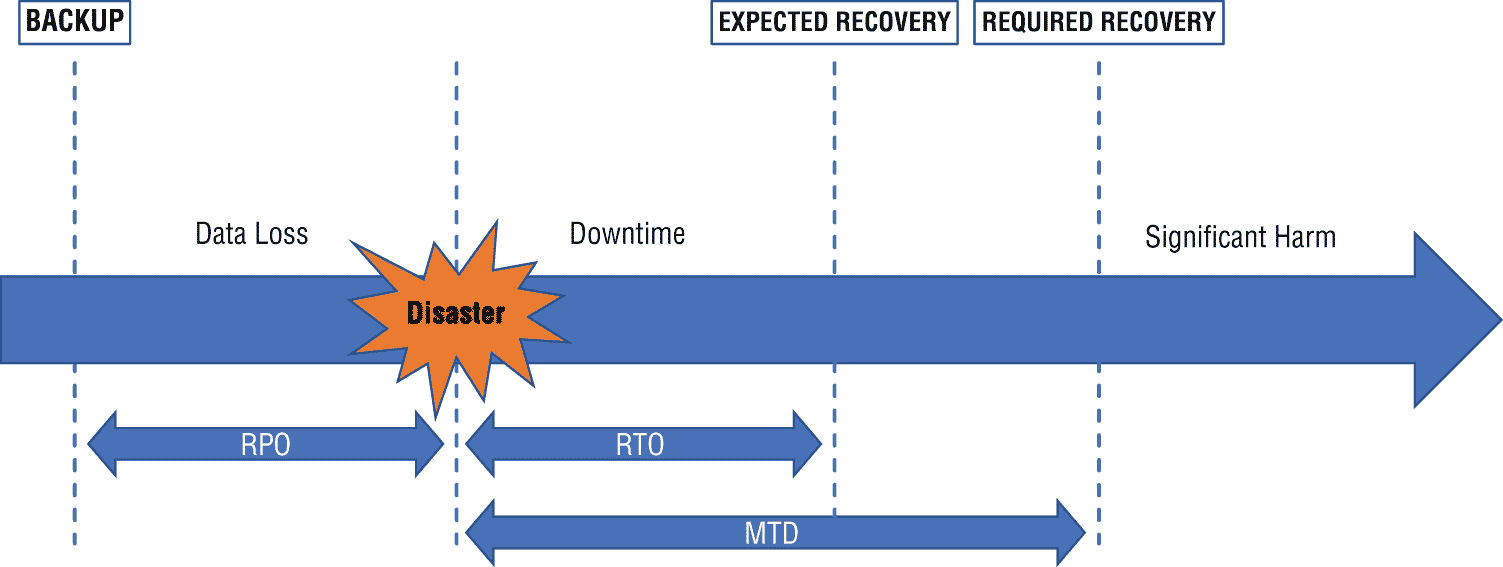 BACKUP
EXPECTED RECOVERY
REQUIRED RECOVERY
Data Loss
Downtime
Significant Harm
Disaster
RPO
RTO
MTD